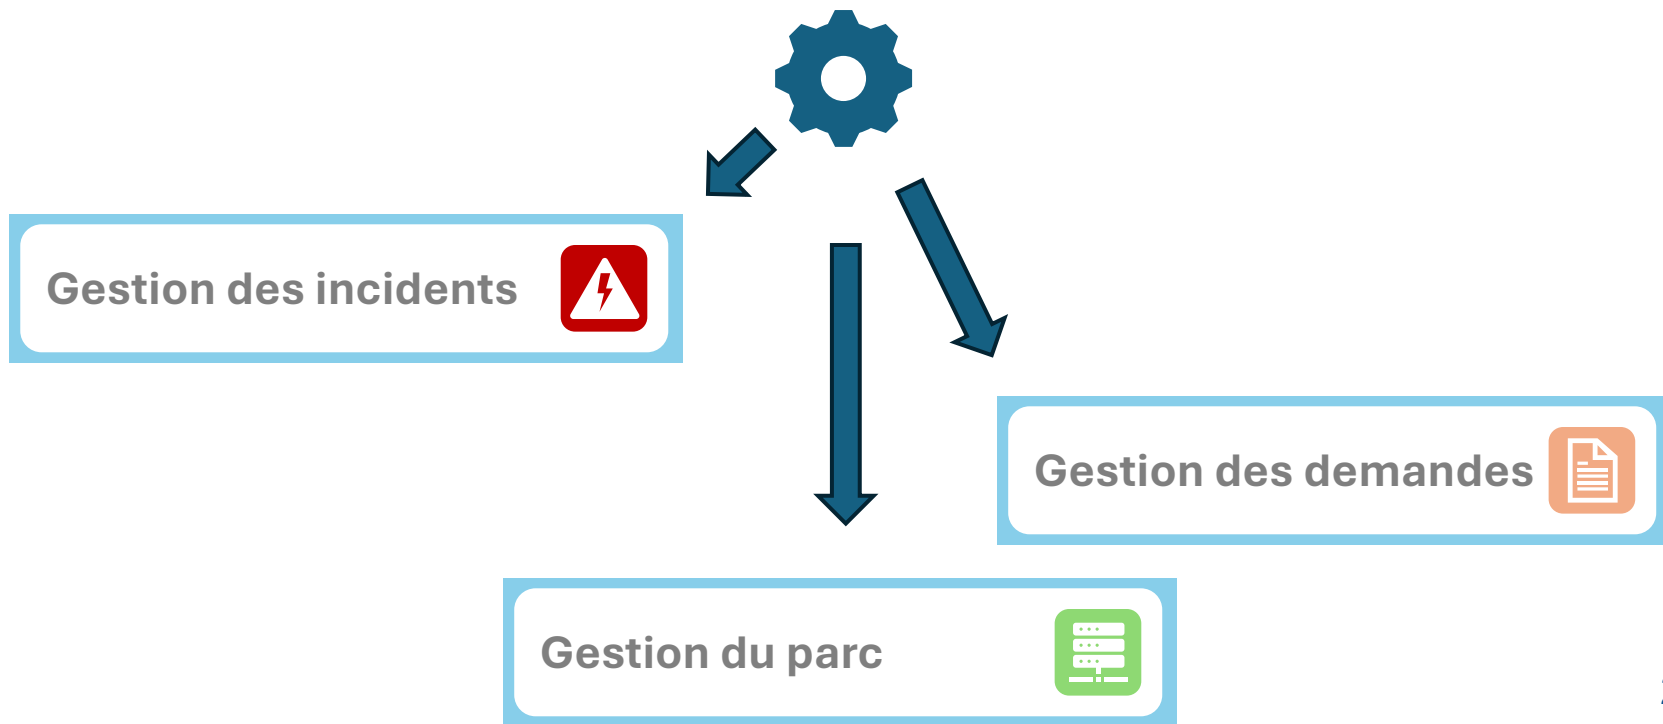 Gestion des incidents
Gestion des demandes
Gestion du parc